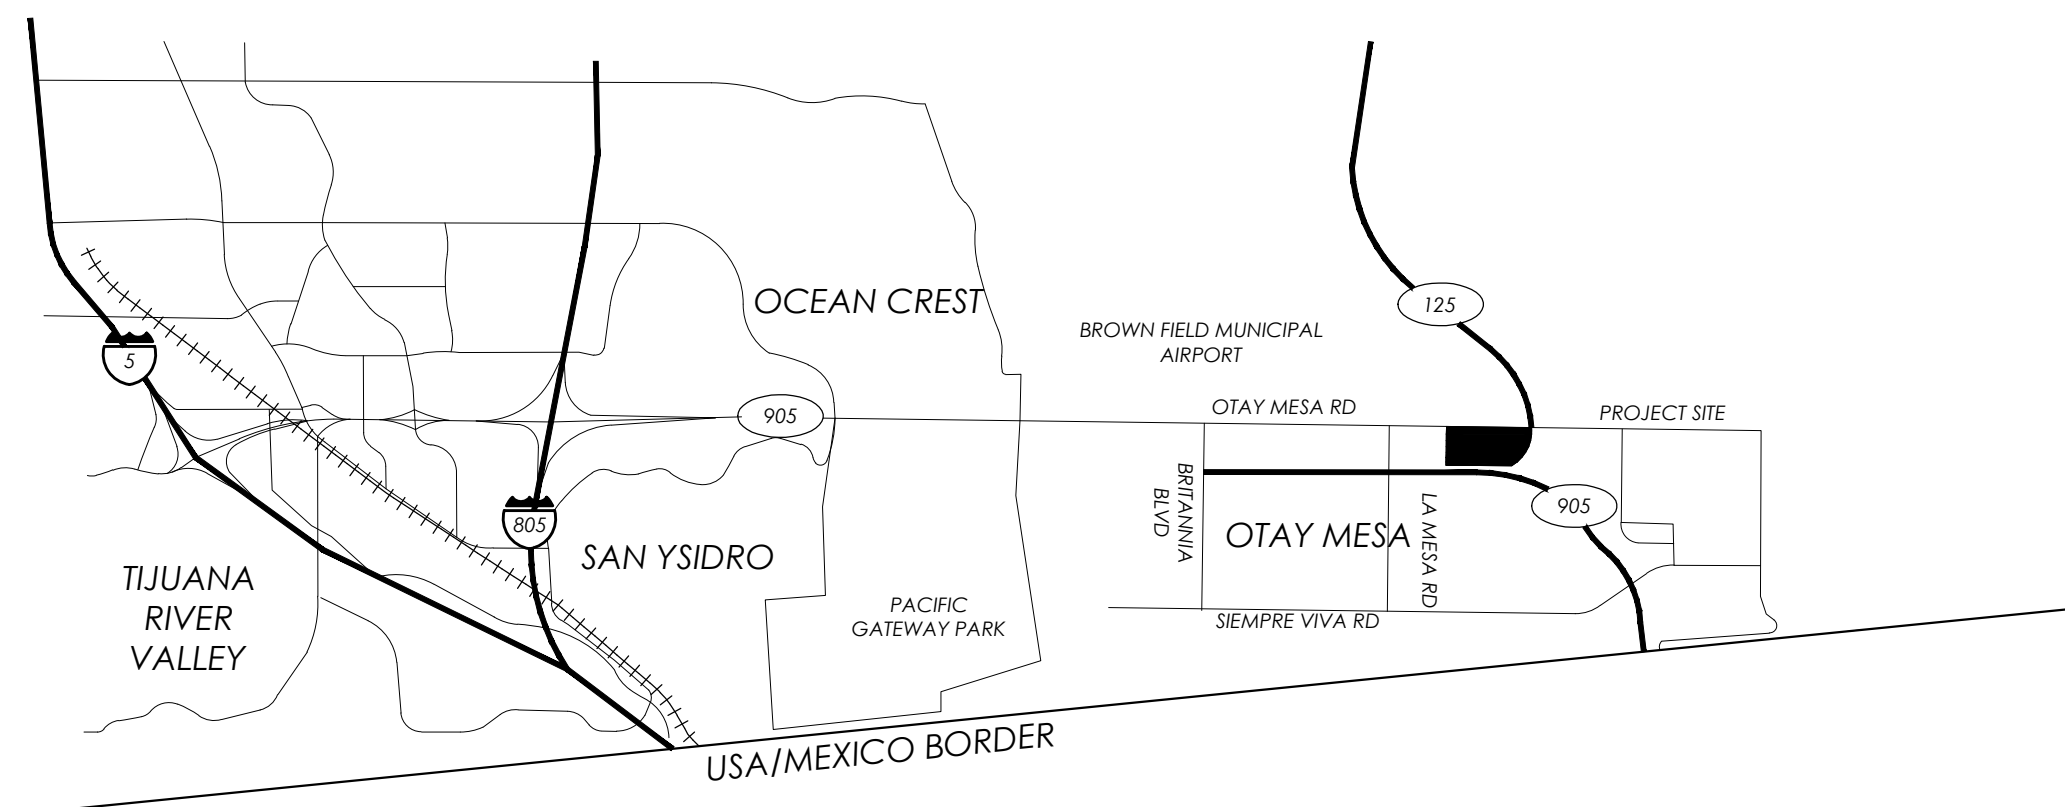 OCEAN CREST
125
BROWN FIELD MUNICIPAL
AIRPORT
5
905
OTAY MESA RD
PROJECT SITE
BRITANNIA
BLVD
LA MESA RD
905
805
OTAY MESA
SAN YSIDRO
TIJUANA
RIVER
VALLEY
PACIFIC
GATEWAY PARK
SIEMPRE VIVA RD
USA/MEXICO BORDER